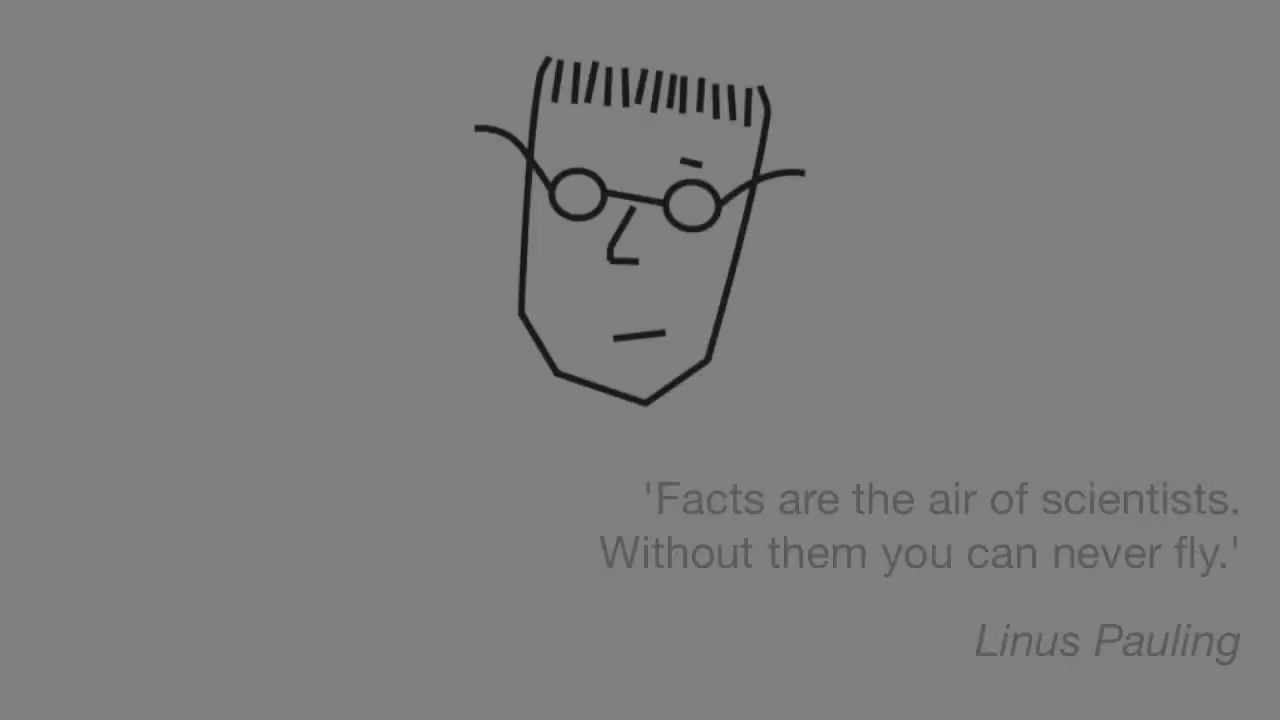 'Facts are the air of scientists.
Without them you can never fly.'
Linus Pauling